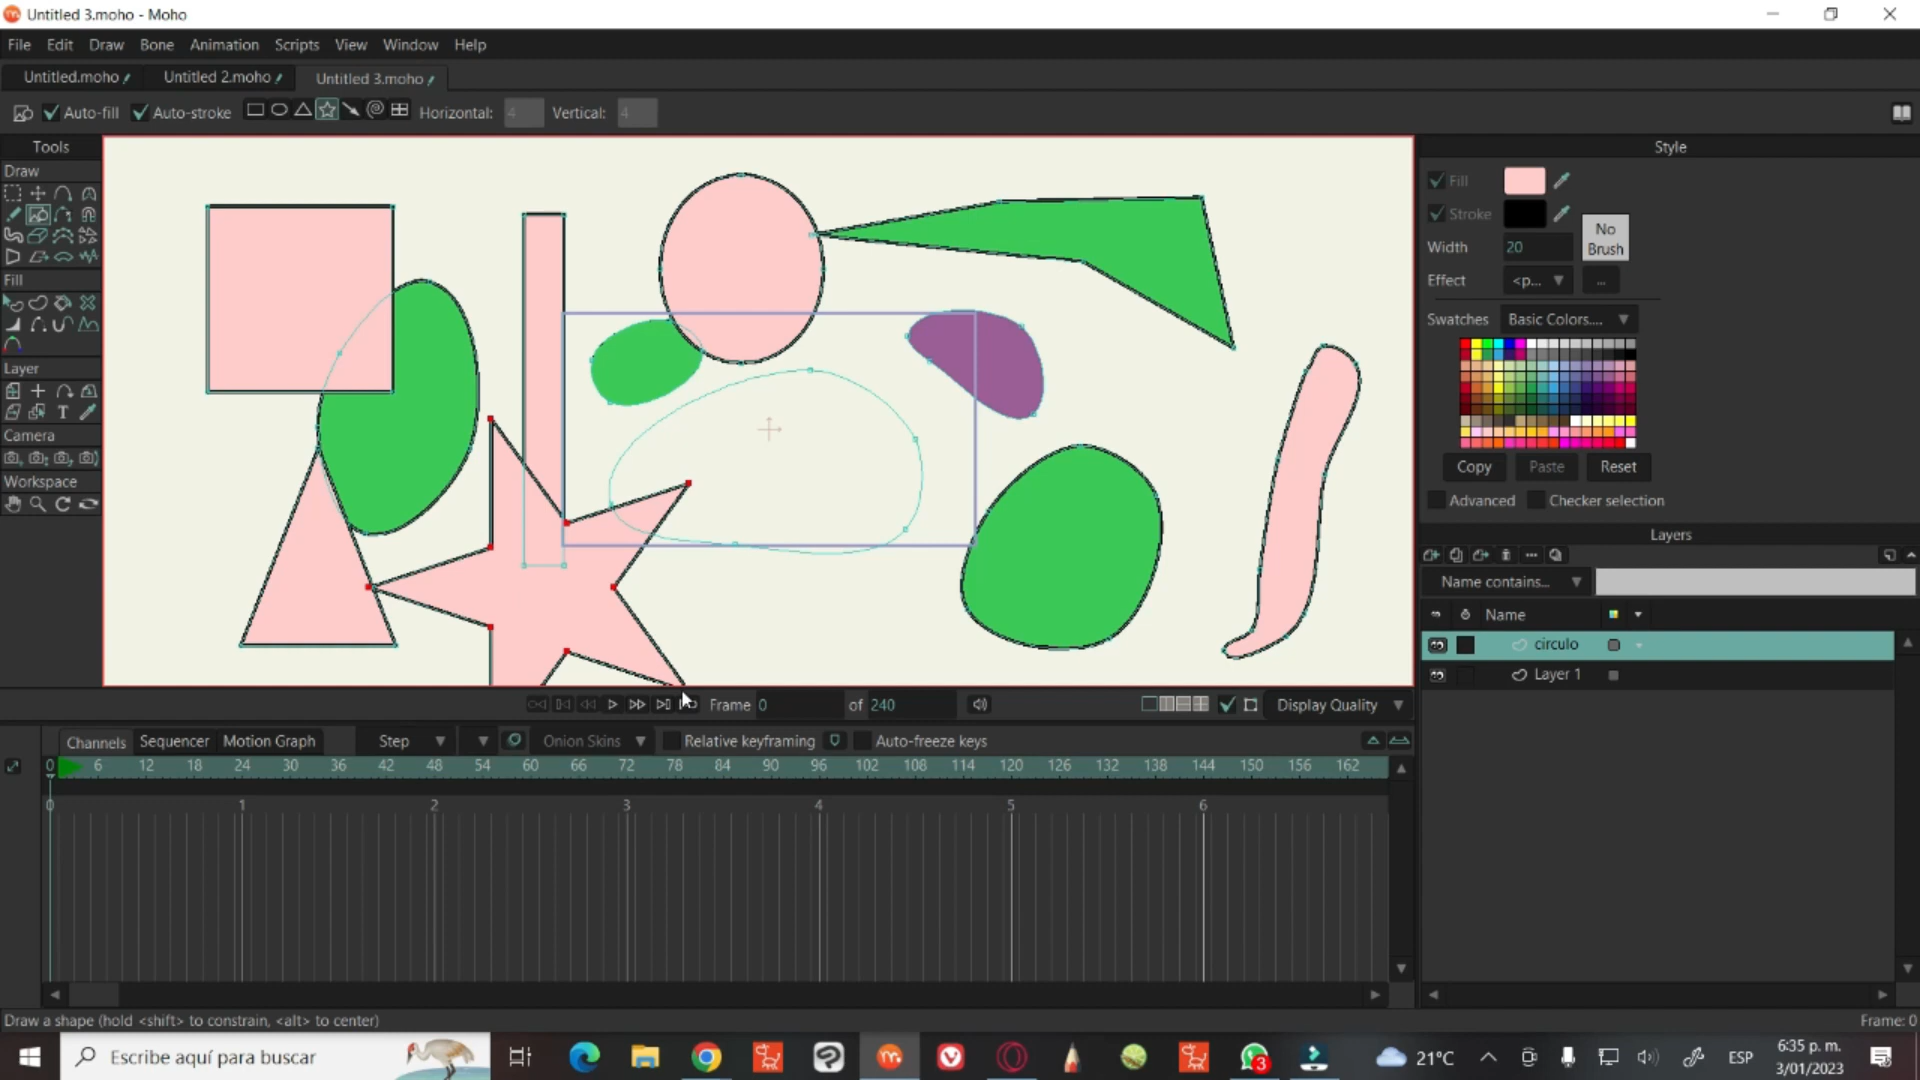 Untitled 3.moho - Moho
File Edit Draw Bone Animation Scripts View Window Help
Untitled.moho Untitled 2.moho Untitled 3.moho
Auto-fill Auto-stroke Horizontal: 4 Vertical: 4
Tools
Draw
Fill
Layer
Camera
Workspace
Style
Fill
Stroke
No Brush
Width 20
Effect <p... ...
Swatches Basic Colors....
Copy Paste Reset
Advanced Checker selection
Layers
Name contains...
Name
circulo
Layer 1
Frame 0 of 240 Display Quality
Channels Sequencer Motion Graph Step Onion Skins Relative keyframing Auto-freeze keys
0 6 12 18 24 30 36 42 48 54 60 66 72 78 84 90 96 102 108 114 120 126 132 138 144 150 156 162
0 1 2 3 4 5 6
Draw a shape (hold <shift> to constrain, <alt> to center)
Frame: 0
Escribe aquí para buscar
3
21°C
ESP
6:35 p. m.
3/01/2023